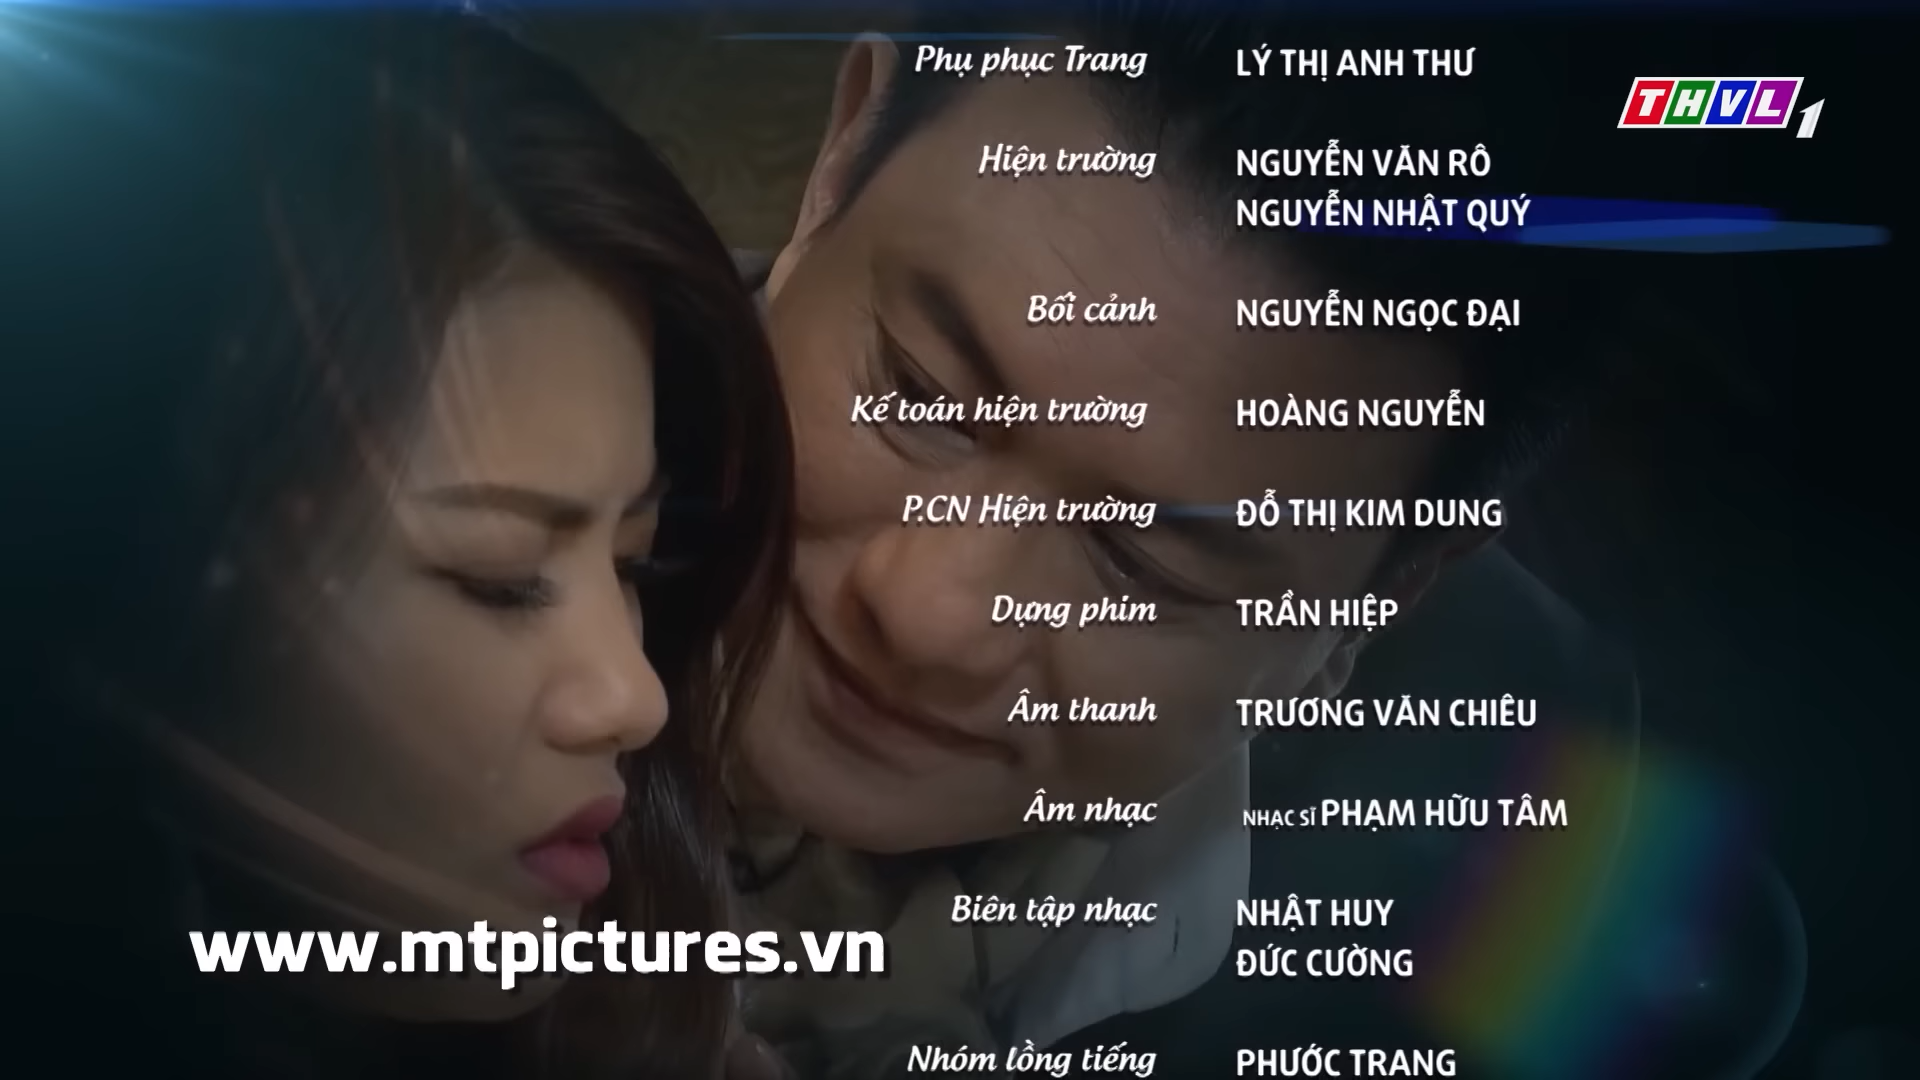 Phụ phục Trang LÝ THỊ ANH THƯ
THVL1
Hiện trường NGUYỄN VĂN RÔ
NGUYỄN NHẬT QUÝ
Bối cảnh NGUYỄN NGỌC ĐẠI
Kế toán hiện trường HOÀNG NGUYỄN
P.CN Hiện trường ĐỖ THỊ KIM DUNG
Dựng phim TRẦN HIỆP
Âm thanh TRƯƠNG VĂN CHIÊU
Âm nhạc NHẠC SĨ PHẠM HỮU TÂM
Biên tập nhạc NHẬT HUY
ĐỨC CƯỜNG
www.mtpictures.vn
Nhóm lồng tiếng PHƯỚC TRANG